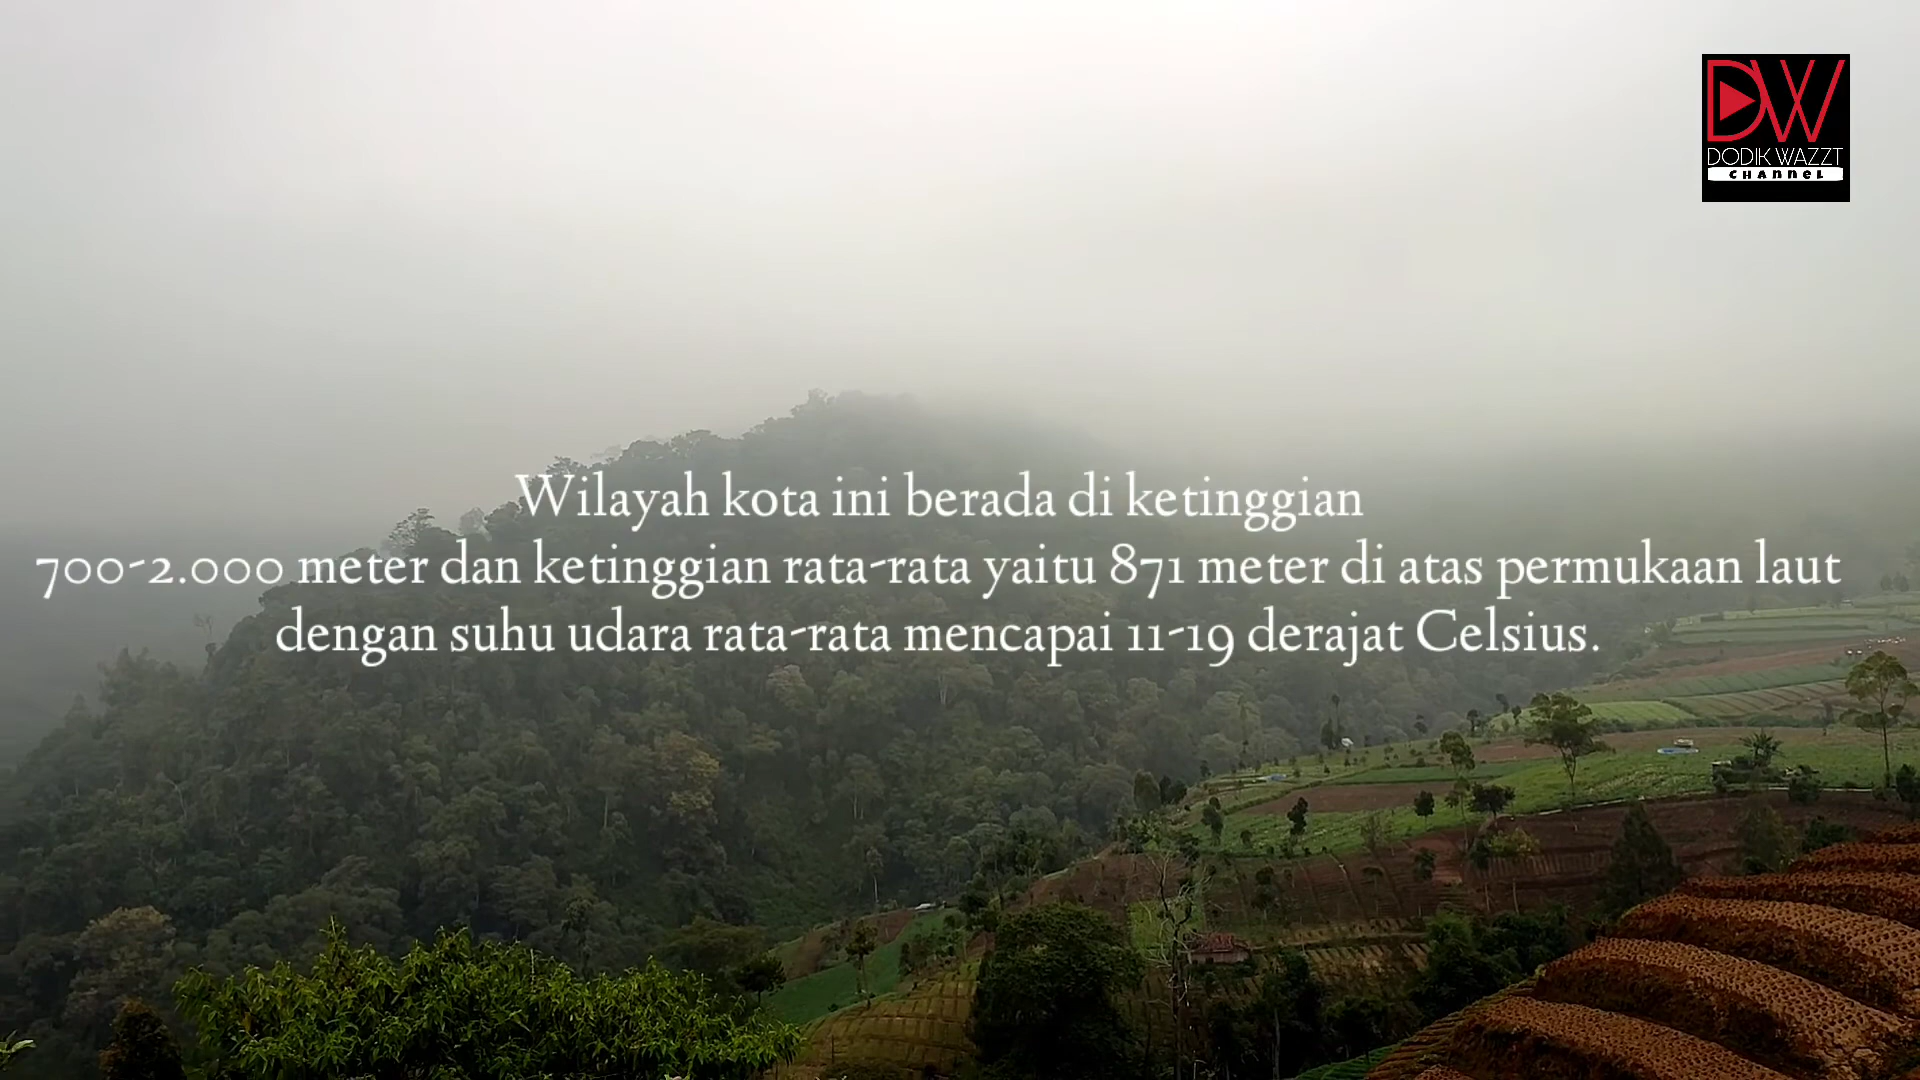 DW
DODIK WAZZT
CHANNEL
Wilayah kota ini berada di ketinggian
700-2.000 meter dan ketinggian rata-rata yaitu 871 meter di atas permukaan laut
dengan suhu udara rata-rata mencapai 11-19 derajat Celsius.